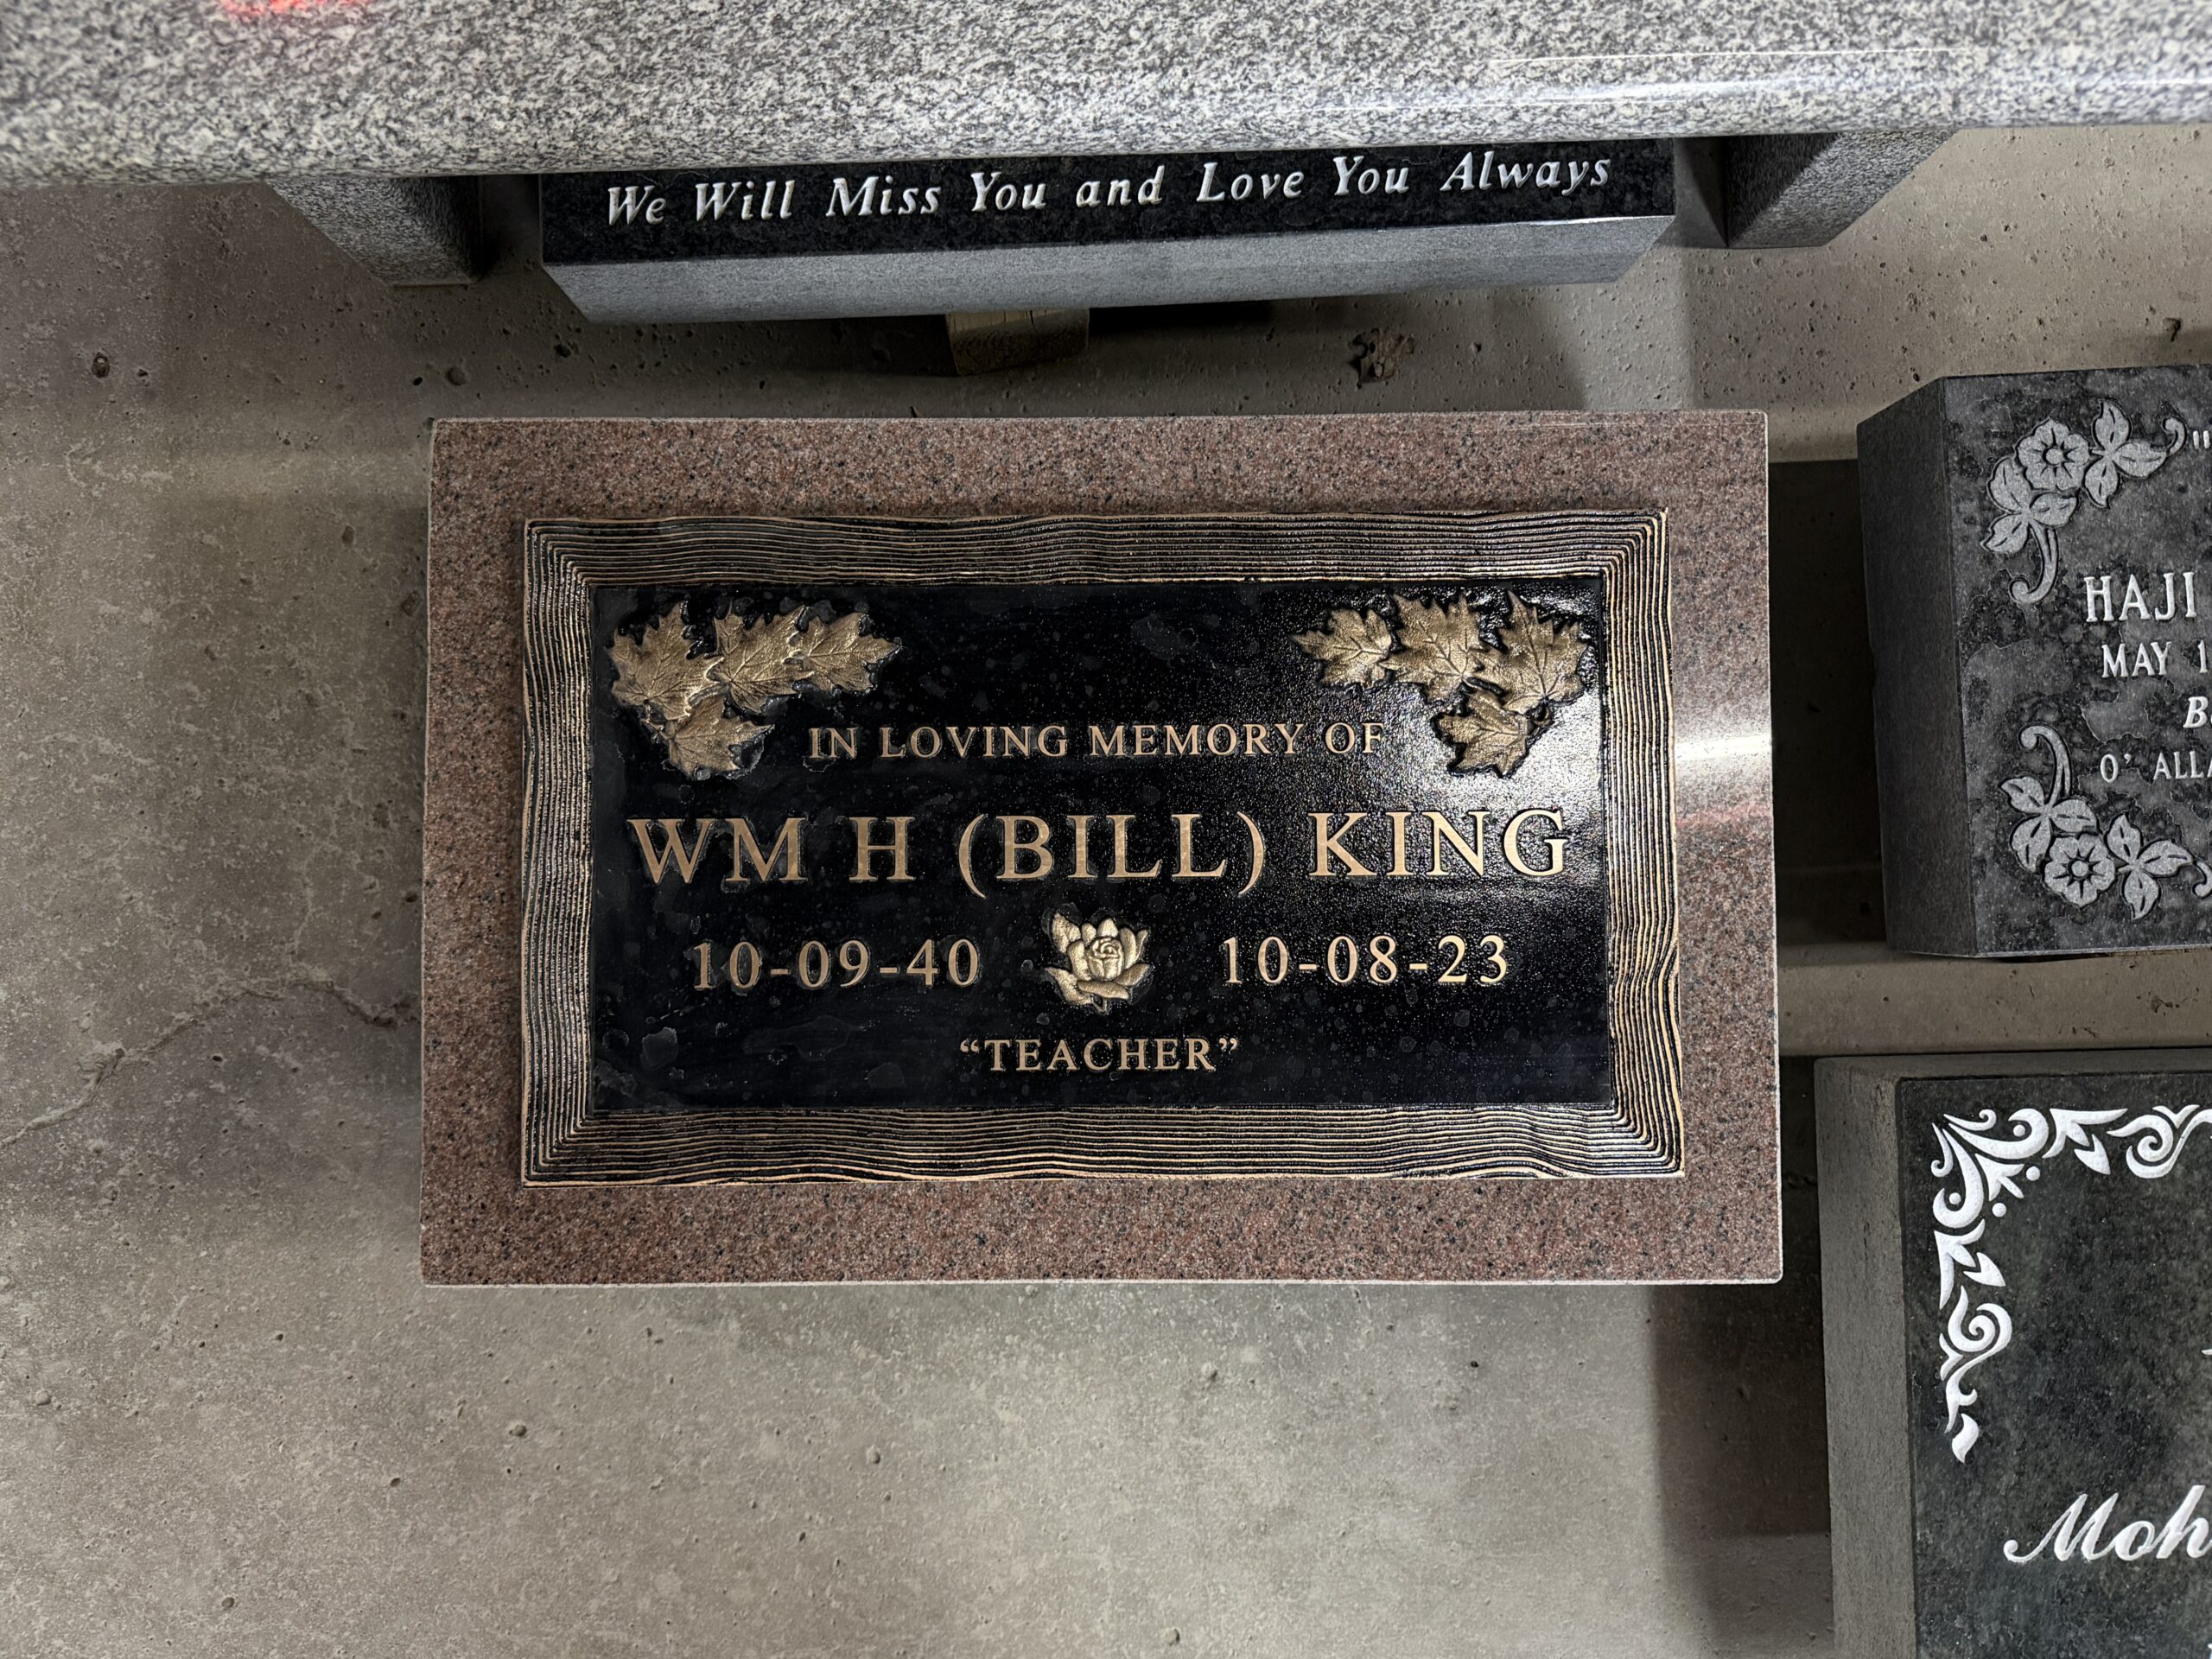 We Will Miss You and Love You Always
IN LOVING MEMORY OF
WM H (BILL) KING
10-09-40 10-08-23
“TEACHER”
HAJI
MAY 1
O'